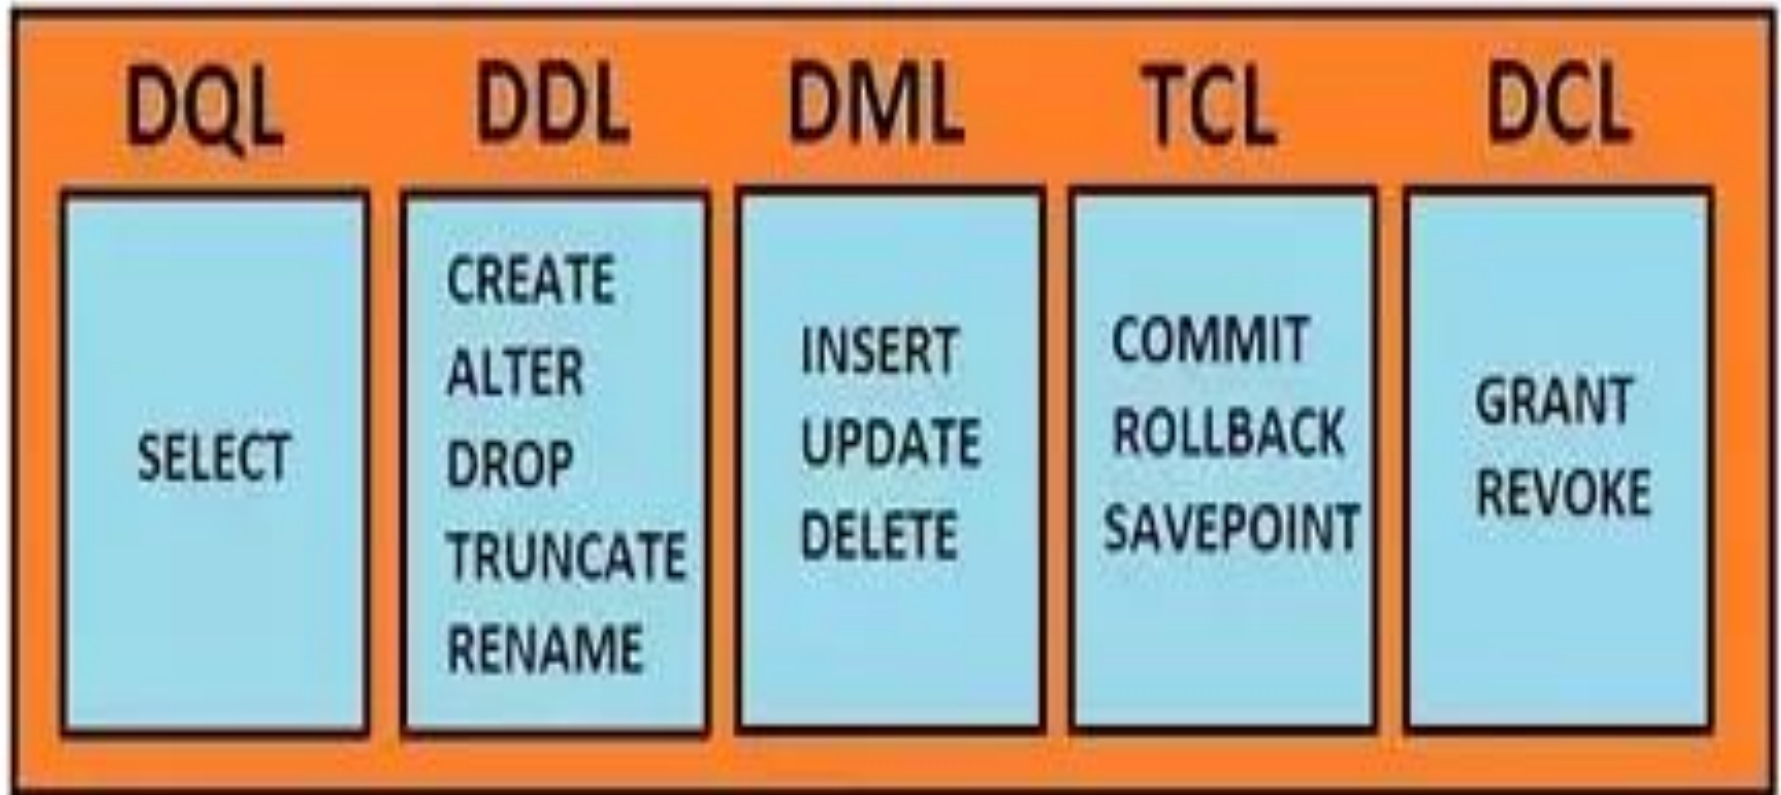 DQL
SELECT
DDL
CREATE
ALTER
DROP
TRUNCATE
RENAME
DML
INSERT
UPDATE
DELETE
TCL
COMMIT
ROLLBACK
SAVEPOINT
DCL
GRANT
REVOKE